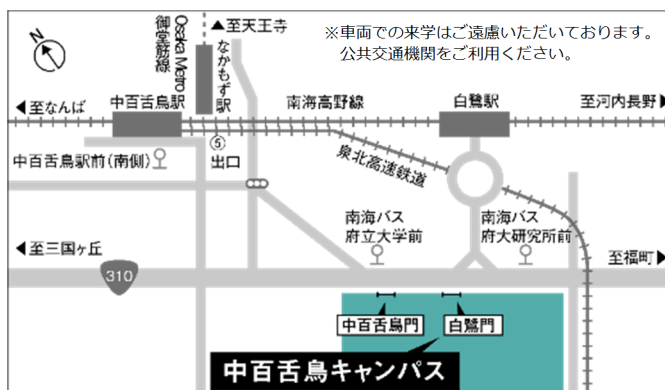 ▲至天王寺
※車両での来学はご遠慮いただいております。
公共交通機関をご利用ください。
N
Osaka Metro
御堂筋線
なかもず駅
◀至なんば
中百舌鳥駅
南海高野線
白鷺駅
至河内長野▶
⑤
出口
中百舌鳥駅前(南側)
泉北高速鉄道
南海バス
府立大学前
南海バス
府大研究所前
◀至三国ヶ丘
至福町▶
310
中百舌鳥門
白鷺門
中百舌鳥キャンパス